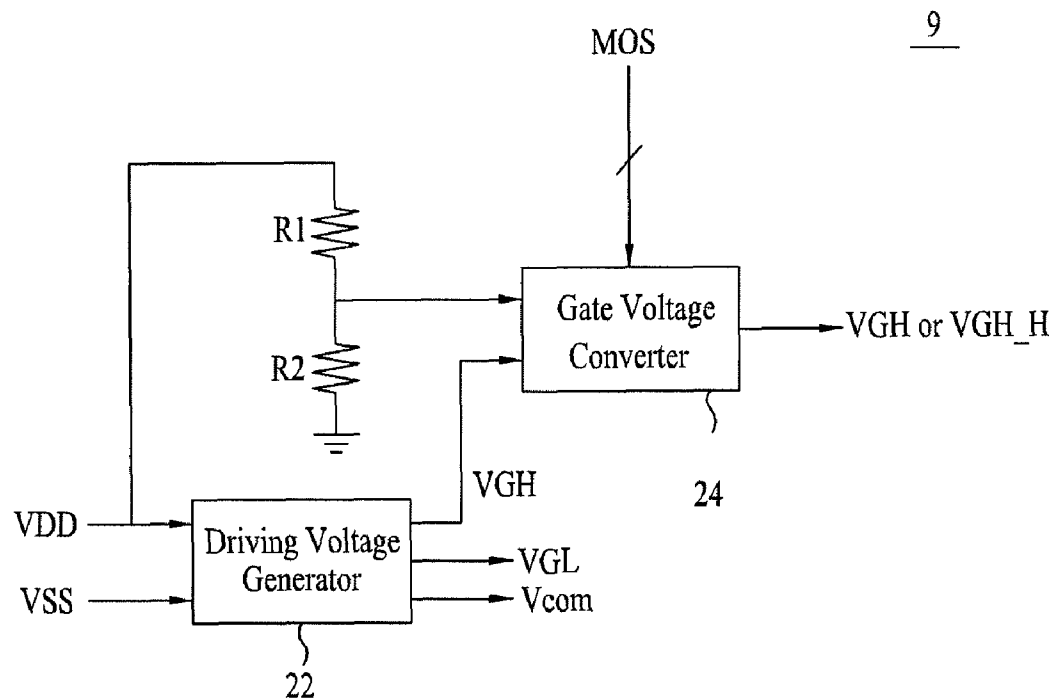 9
MOS
R1
R2
Gate Voltage
Converter
VGH or VGH_H
24
VGH
VDD
VSS
Driving Voltage
Generator
VGL
Vcom
22